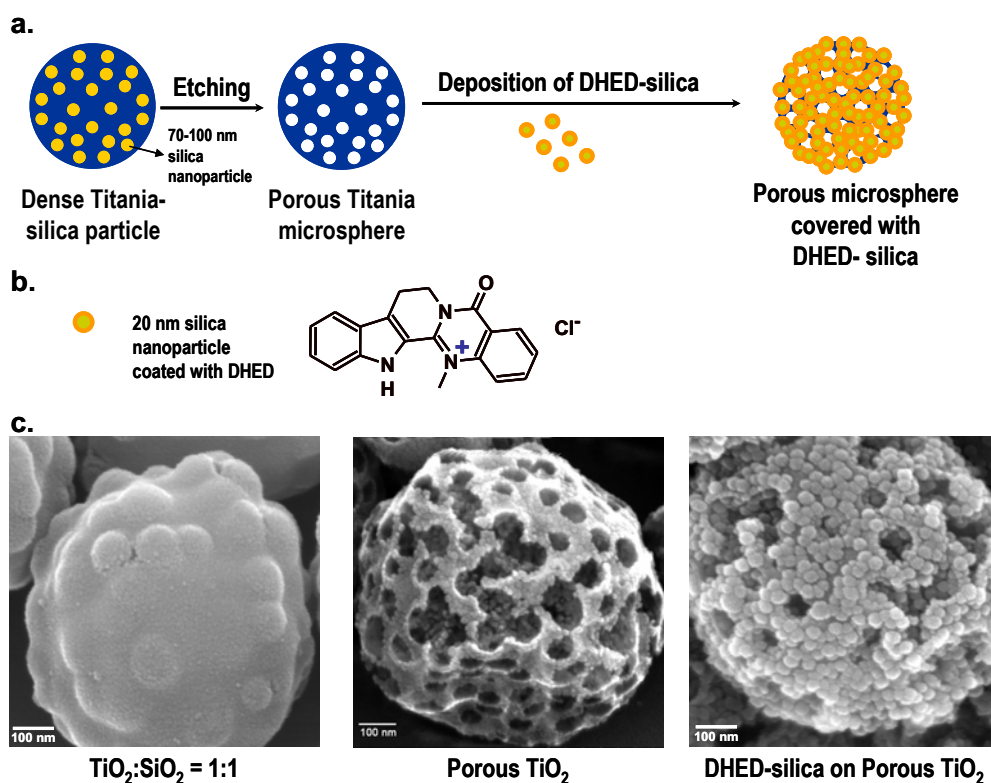 a.
Etching
Deposition of DHED-silica
70-100 nm
silica
nanoparticle
Dense Titania-
silica particle
Porous Titania
microsphere
Porous microsphere
covered with
DHED- silica
b.
20 nm silica
nanoparticle
coated with DHED
O
N
N
+
N
H
Cl⁻
c.
100 nm
100 nm
100 nm
TiO₂:SiO₂ = 1:1
Porous TiO₂
DHED-silica on Porous TiO₂